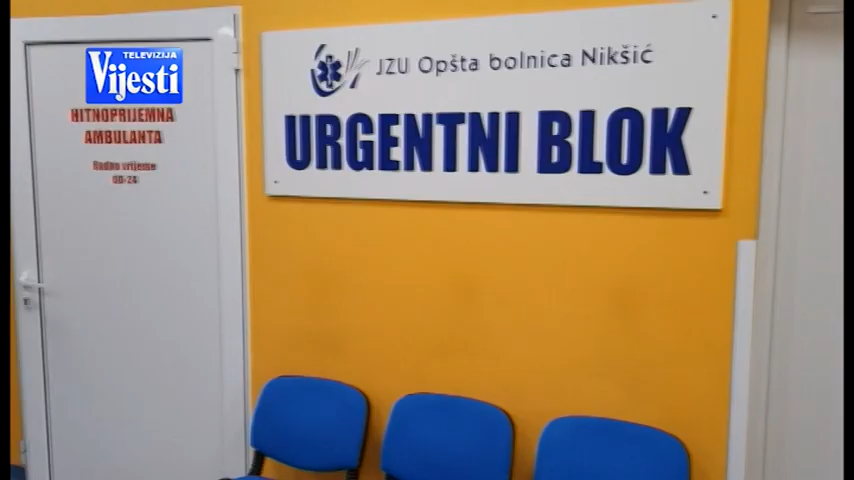 TELEVIZIJA
Vijesti
HITNOPRIJEMNA
AMBULANTA
Radno vrijeme
00-24
JZU Opšta bolnica Nikšić
URGENTNI BLOK